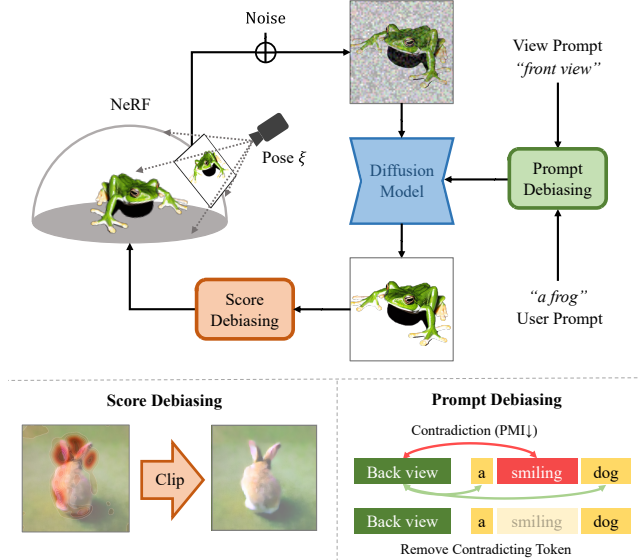 Noise
View Prompt
“front view”
NeRF
Pose ξ
Diffusion
Model
Prompt
Debiasing
Score
Debiasing
“a frog”
User Prompt
Score Debiasing
Clip
Prompt Debiasing
Contradiction (PMI↓)
Back view a smiling dog
Back view a smiling dog
Remove Contradicting Token